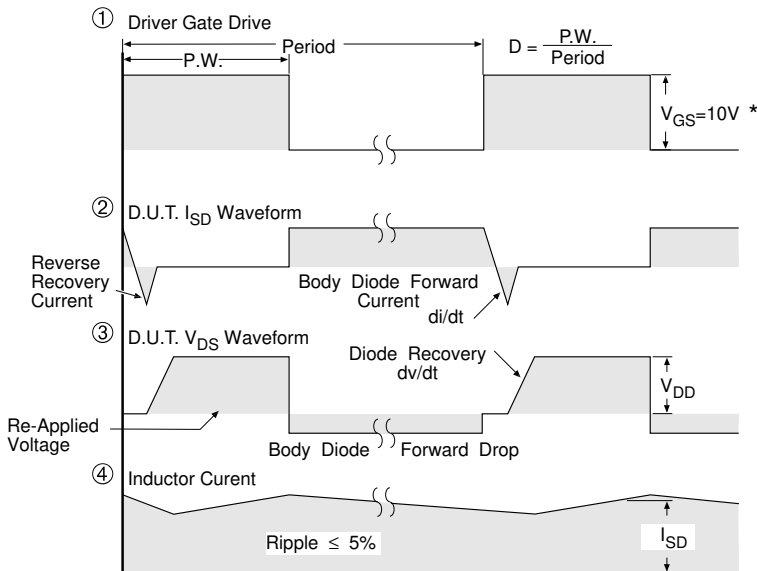 ① Driver Gate Drive
Period
P.W.
D = P.W.
Period
V_GS=10V *
② D.U.T. I_SD Waveform
Reverse
Recovery
Current
Body Diode Forward
Current
di/dt
③ D.U.T. V_DS Waveform
Diode Recovery
dv/dt
V_DD
Re-Applied
Voltage
Body Diode Forward Drop
④ Inductor Curent
Ripple ≤ 5%
I_SD